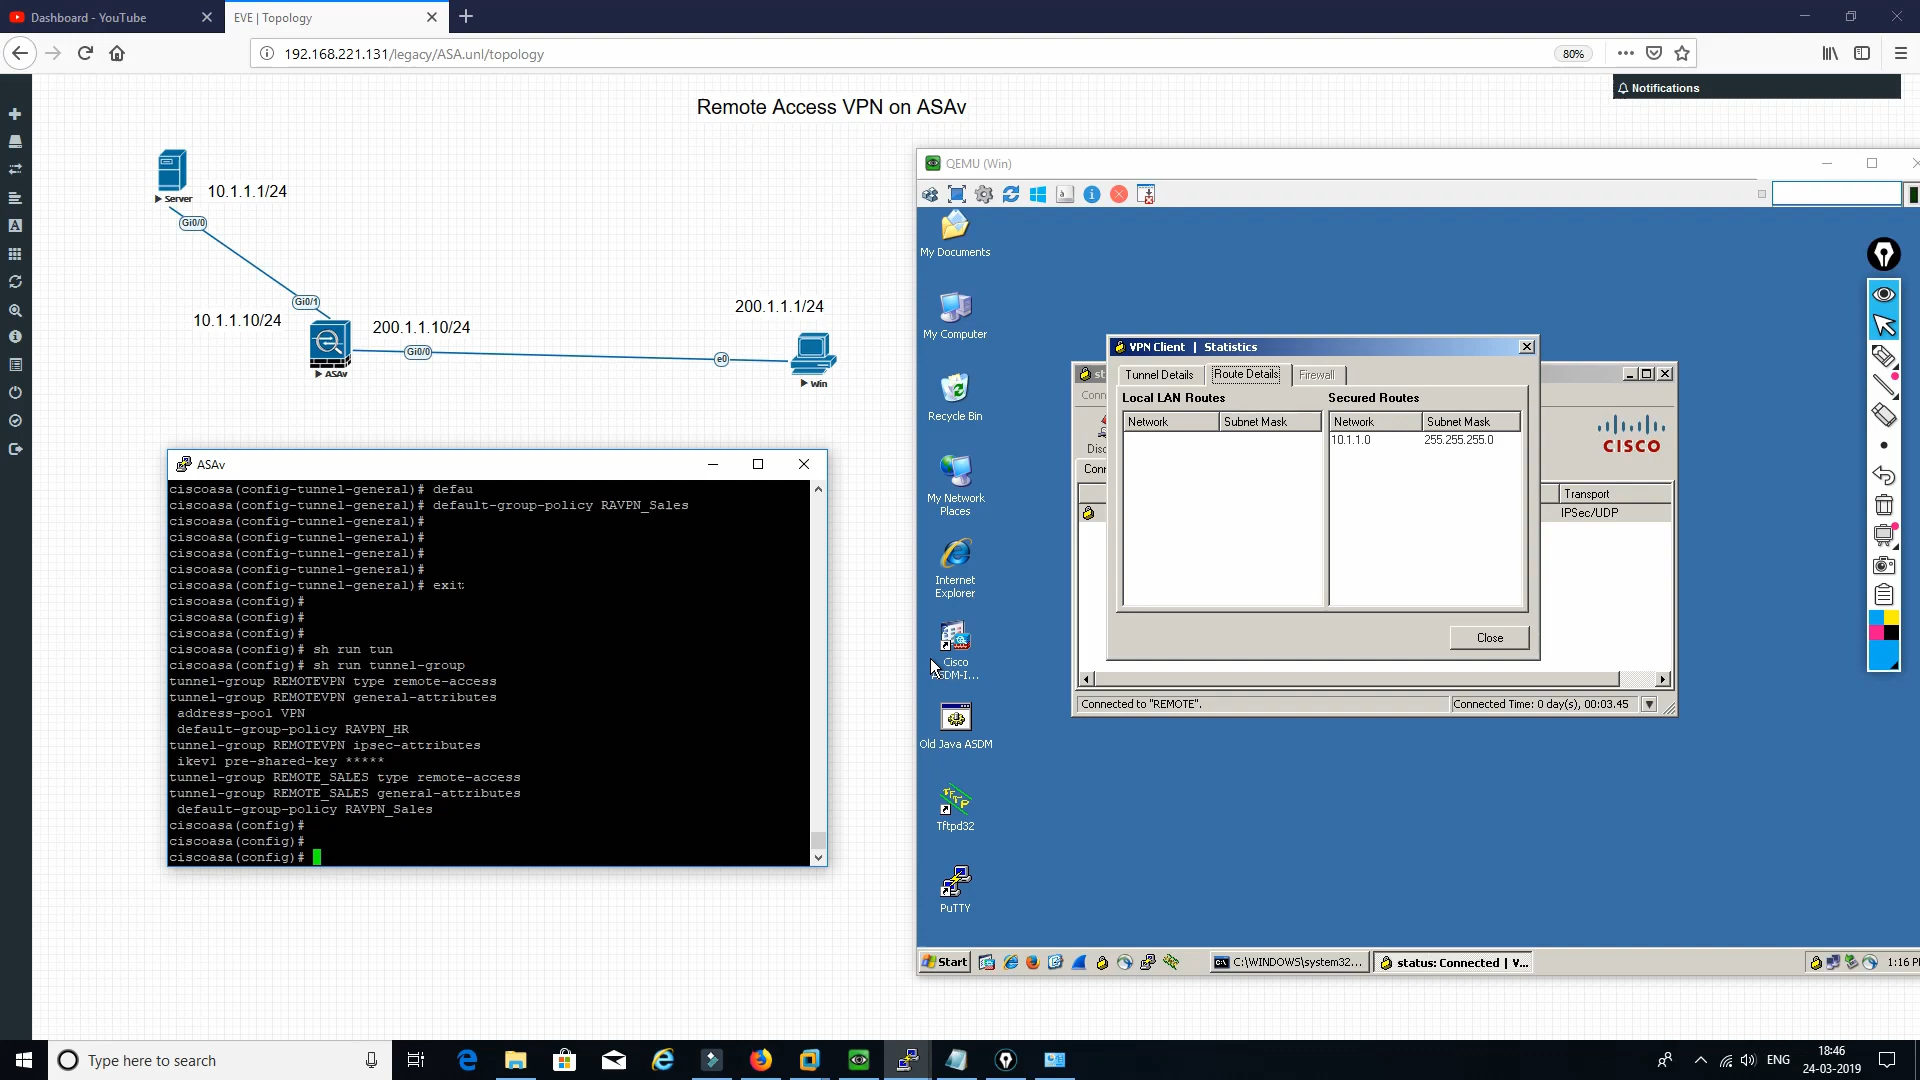 Dashboard - YouTube
EVE | Topology
192.168.221.131/legacy/ASA.unl/topology
80%
Notifications
Remote Access VPN on ASAv
Server
10.1.1.1/24
Gi0/0
Gi0/1
10.1.1.10/24
200.1.1.10/24
Gi0/0
ASAv
200.1.1.1/24
e0
Win
ASAv
ciscoasa(config-tunnel-general)# defau
ciscoasa(config-tunnel-general)# default-group-policy RAVPN_Sales
ciscoasa(config-tunnel-general)#
ciscoasa(config-tunnel-general)#
ciscoasa(config-tunnel-general)#
ciscoasa(config-tunnel-general)#
ciscoasa(config-tunnel-general)# exit
ciscoasa(config)#
ciscoasa(config)#
ciscoasa(config)#
ciscoasa(config)# sh run tun
ciscoasa(config)# sh run tunnel-group
tunnel-group REMOTEVPN type remote-access
tunnel-group REMOTEVPN general-attributes
address-pool VPN
default-group-policy RAVPN_HR
tunnel-group REMOTEVPN ipsec-attributes
ikev1 pre-shared-key *****
tunnel-group REMOTE_SALES type remote-access
tunnel-group REMOTE_SALES general-attributes
default-group-policy RAVPN_Sales
ciscoasa(config)#
ciscoasa(config)#
ciscoasa(config)#
QEMU (Win)
My Documents
My Computer
Recycle Bin
My Network
Places
Internet
Explorer
Cisco
ASDM-I...
Old Java ASDM
TFTP
Tftpd32
PuTTY
st
Conn
Disc
Conn
VPN Client | Statistics
Tunnel Details
Route Details
Firewall
Local LAN Routes
Secured Routes
Network
Subnet Mask
Network
Subnet Mask
10.1.1.0
255.255.255.0
Close
CISCO
Transport
IPSec/UDP
Connected to "REMOTE".
Connected Time: 0 day(s), 00:03.45
Start
C:\WINDOWS\system32...
status: Connected | V...
1:16 P
Type here to search
ENG
18:46
24-03-2019